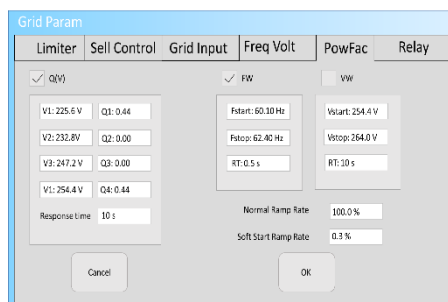 Grid Param
Limiter Sell Control Grid Input Freq Volt PowFac Relay
Q(V) FW VW
V1: 225.6 V Q1: 0.44 Fstart: 60.10 Hz Vstart: 254.4 V
V2: 232.8V Q2: 0.00 Fstop: 62.40 Hz Vstop: 264.0 V
V3: 247.2 V Q3: 0.00 RT: 0.5 s RT: 10 s
V1: 254.4 V Q4: 0.44
Response time 10 s
Normal Ramp Rate 100.0 %
Soft Start Ramp Rate 0.3 %
Cancel OK